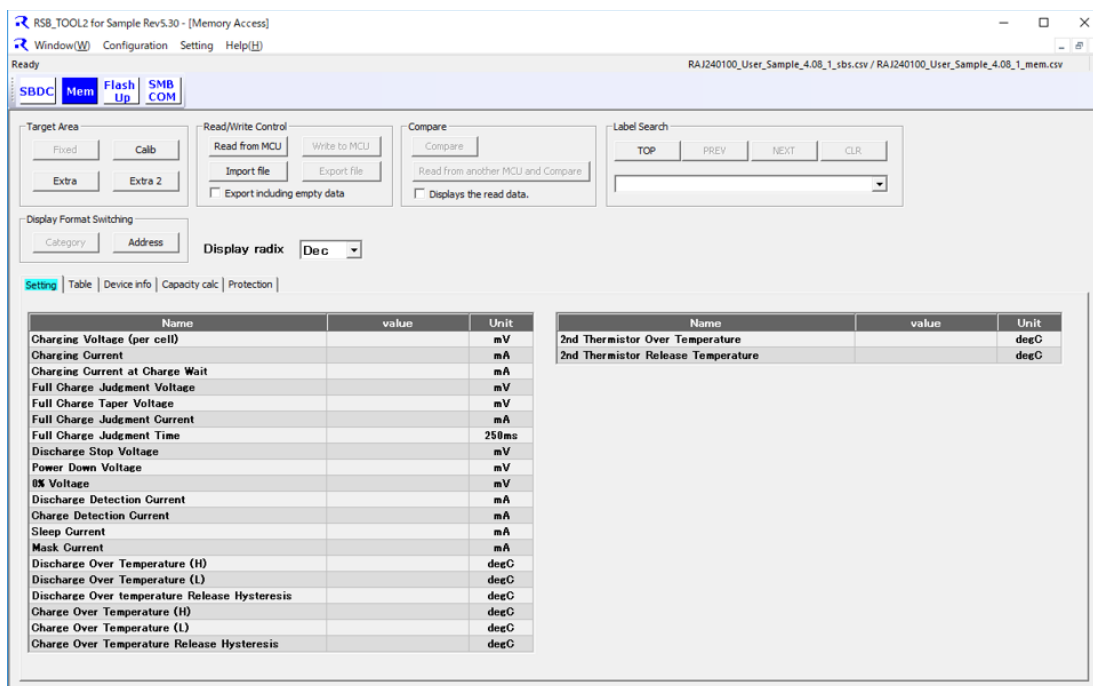 RSB_TOOL2 for Sample Rev5.30 - [Memory Access]
Window(W) Configuration Setting Help(H)
Ready RAJ240100_User_Sample_4.08_1_sbs.csv / RAJ240100_User_Sample_4.08_1_mem.csv
SBDC Mem Flash Up SMB COM
Target Area Read/Write Control Compare Label Search
Fixed Calib Read from MCU Write to MCU Compare TOP PREV NEXT CLR
Extra Extra 2 Import file Export file Read from another MCU and Compare
Export including empty data Displays the read data.
Display Format Switching
Category Address Display radix Dec
Setting Table Device info Capacity calc Protection
Name value Unit Name value Unit
Charging Voltage (per cell) mV 2nd Thermistor Over Temperature degC
Charging Current mA 2nd Thermistor Release Temperature degC
Charging Current at Charge Wait mA
Full Charge Judgment Voltage mV
Full Charge Taper Voltage mV
Full Charge Judgment Current mA
Full Charge Judgment Time 250ms
Discharge Stop Voltage mV
Power Down Voltage mV
0% Voltage mV
Discharge Detection Current mA
Charge Detection Current mA
Sleep Current mA
Mask Current mA
Discharge Over Temperature (H) degC
Discharge Over Temperature (L) degC
Discharge Over temperature Release Hysteresis degC
Charge Over Temperature (H) degC
Charge Over Temperature (L) degC
Charge Over Temperature Release Hysteresis degC